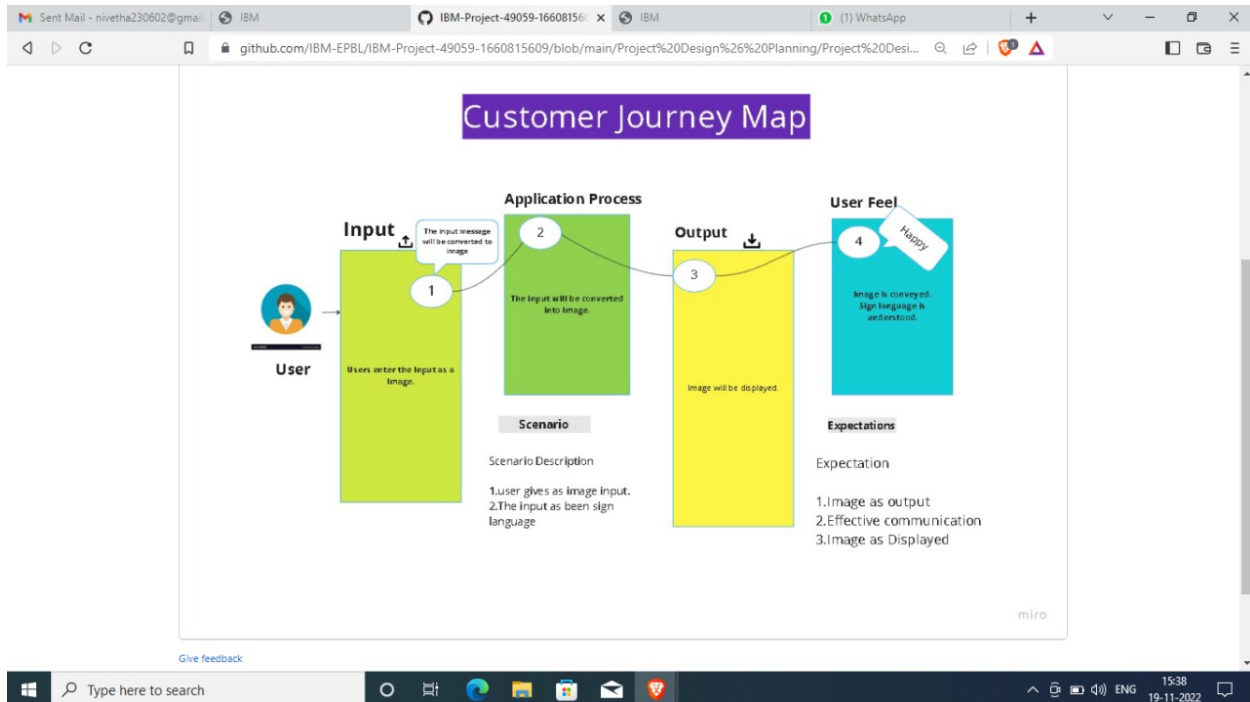 Sent Mail - nivetha230602@gmail
IBM
IBM-Project-49059-166081560
IBM
(1) WhatsApp
github.com/IBM-EPBL/IBM-Project-49059-1660815609/blob/main/Project%20Design%26%20Planning/Project%20Desi...
Customer Journey Map
Application Process
User Feel
Input
The input message
will be converted to
image
2
Output
4
Happy
3
1
The input will be converted
into image.
Image is conveyed.
Sign language is
understood.
User
Users enter the input as a
Image.
Image will be displayed.
Scenario
Expectations
Scenario Description
Expectation
1.user gives as image input.
2.The input as been sign
language
1.Image as output
2.Effective communication
3.Image as Displayed
miro
Give feedback
Type here to search
ENG
15:38
19-11-2022